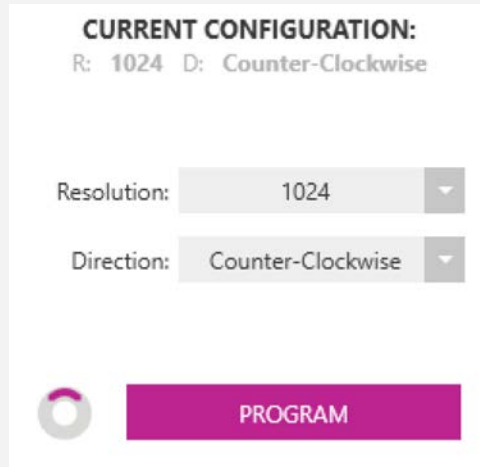 CURRENT CONFIGURATION:
R: 1024 D: Counter-Clockwise
Resolution: 1024
Direction: Counter-Clockwise
PROGRAM